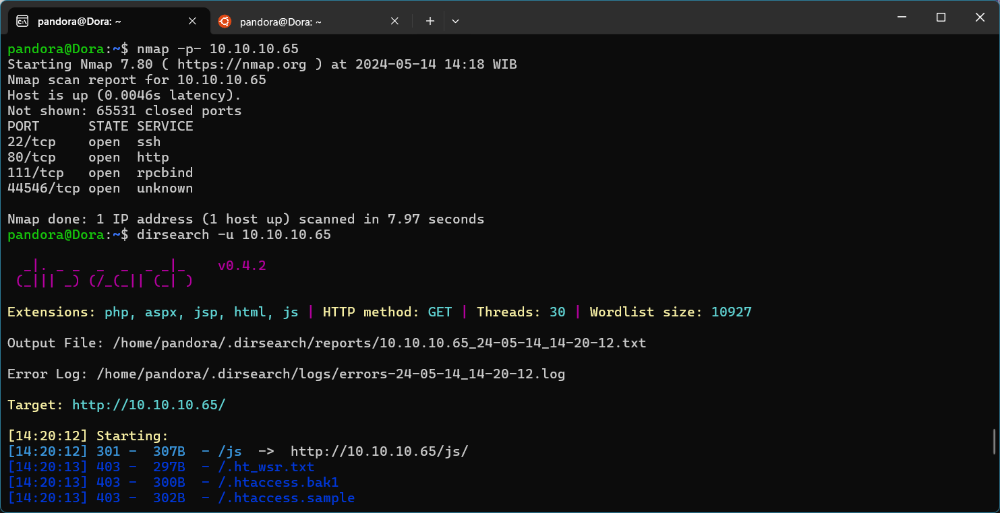 pandora@Dora: ~
pandora@Dora: ~
pandora@Dora:~$ nmap -p- 10.10.10.65
Starting Nmap 7.80 ( https://nmap.org ) at 2024-05-14 14:18 WIB
Nmap scan report for 10.10.10.65
Host is up (0.0046s latency).
Not shown: 65531 closed ports
PORT      STATE SERVICE
22/tcp    open  ssh
80/tcp    open  http
111/tcp   open  rpcbind
44546/tcp open  unknown
Nmap done: 1 IP address (1 host up) scanned in 7.97 seconds
pandora@Dora:~$ dirsearch -u 10.10.10.65
  _|. _ _  _  _  _ _|_    v0.4.2
 (_||| _) (/_(_|| (_| )
Extensions: php, aspx, jsp, html, js | HTTP method: GET | Threads: 30 | Wordlist size: 10927
Output File: /home/pandora/.dirsearch/reports/10.10.10.65_24-05-14_14-20-12.txt
Error Log: /home/pandora/.dirsearch/logs/errors-24-05-14_14-20-12.log
Target: http://10.10.10.65/
[14:20:12] Starting:
[14:20:12] 301 -  307B  - /js  ->  http://10.10.10.65/js/
[14:20:13] 403 -  297B  - /.ht_wsr.txt
[14:20:13] 403 -  300B  - /.htaccess.bak1
[14:20:13] 403 -  302B  - /.htaccess.sample